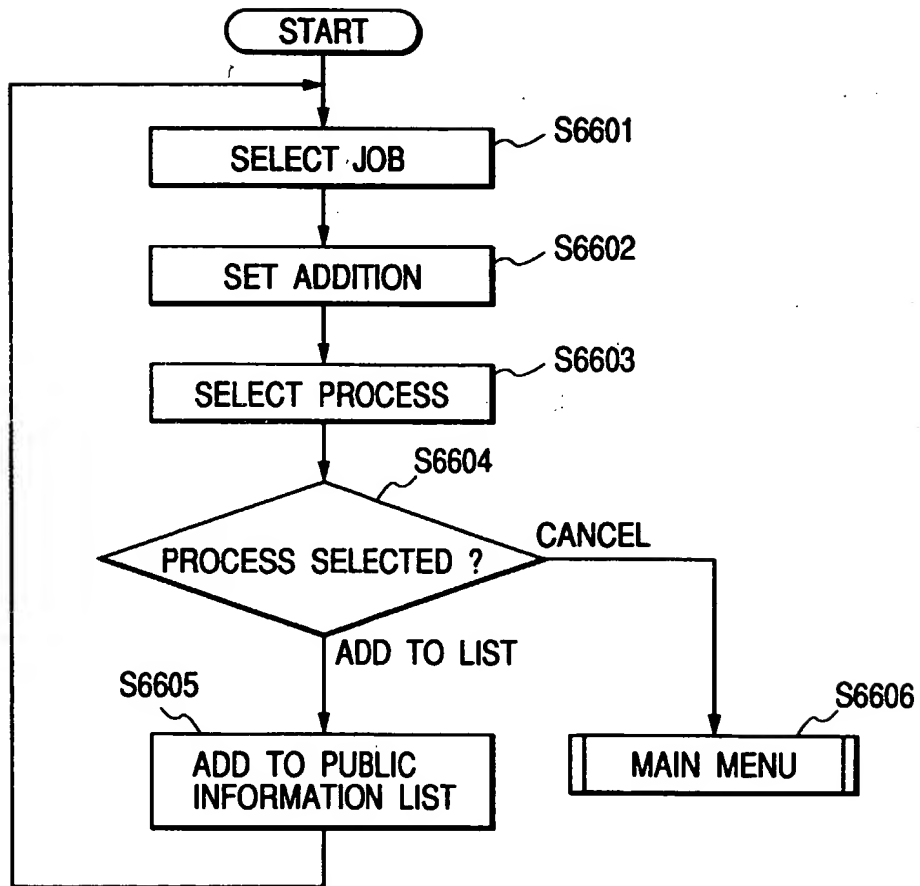 START
S6601
SELECT JOB
S6602
SET ADDITION
S6603
SELECT PROCESS
S6604
PROCESS SELECTED ?
CANCEL
ADD TO LIST
S6605
ADD TO PUBLIC
INFORMATION LIST
S6606
MAIN MENU